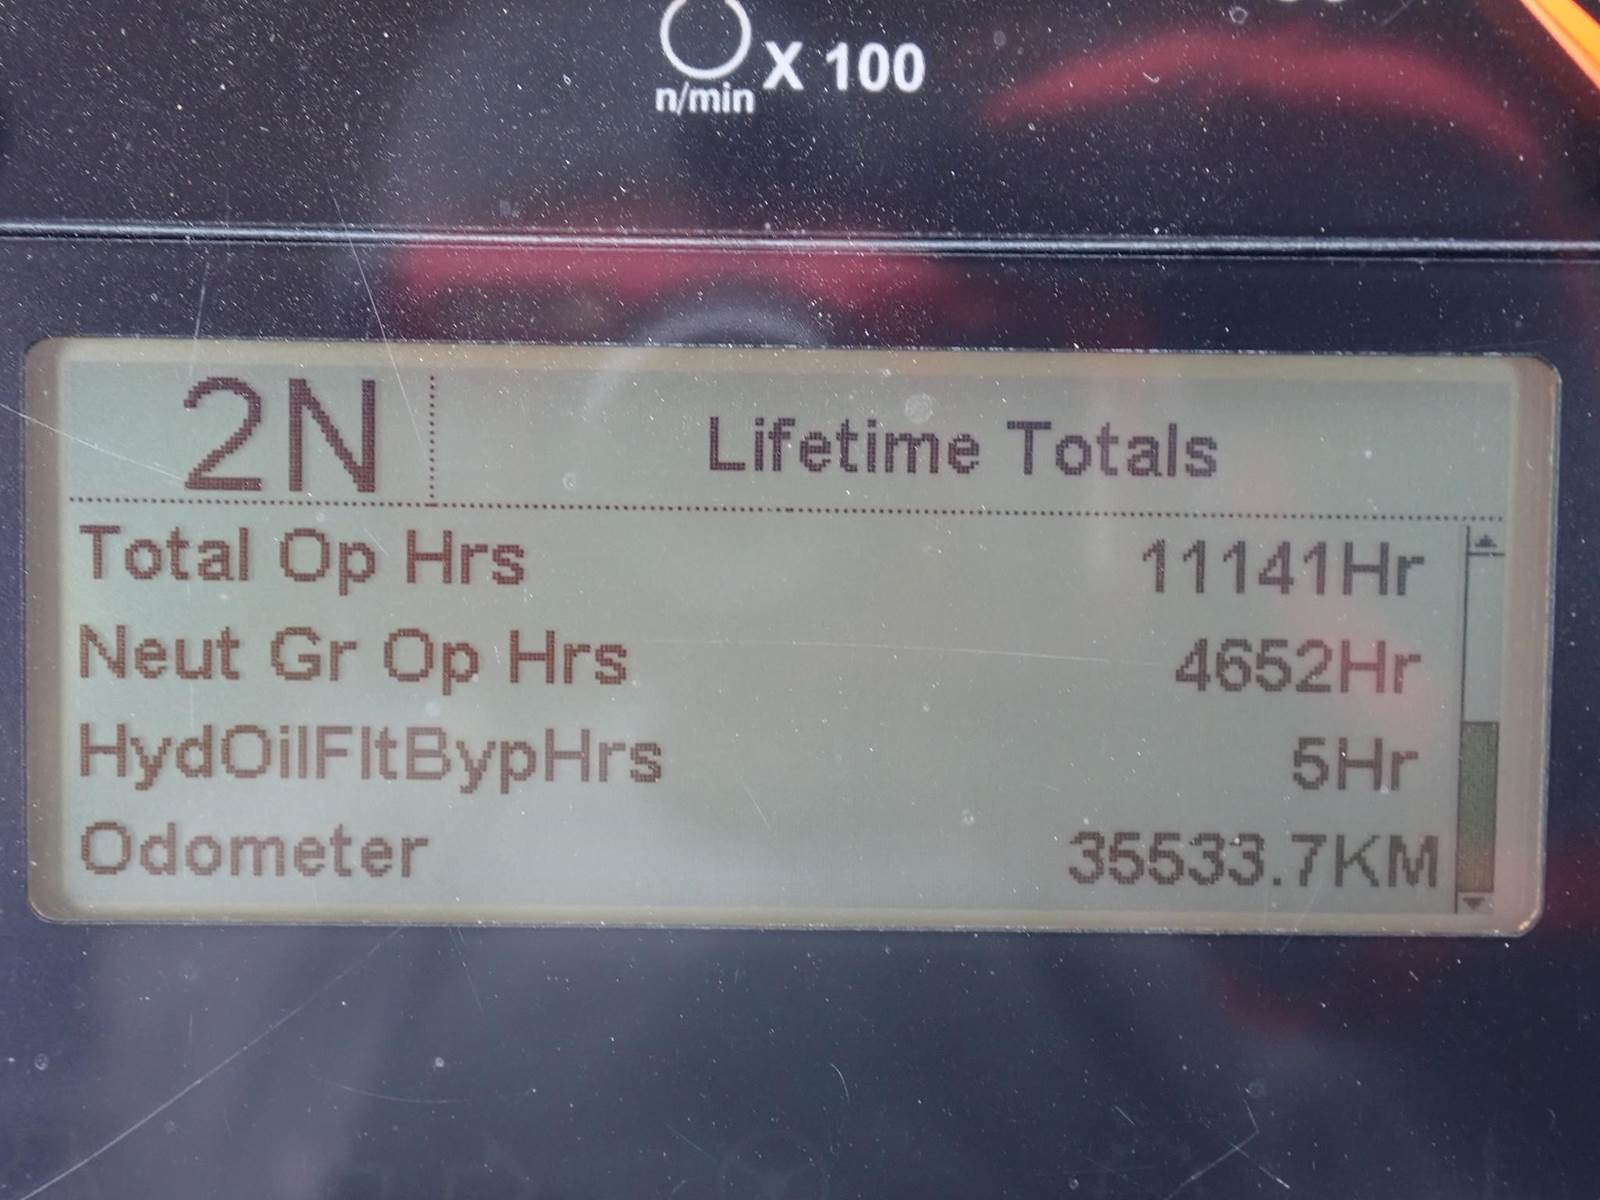 n/min X 100
2N Lifetime Totals
Total Op Hrs 11141Hr
Neut Gr Op Hrs 4652Hr
HydOilFltBypHrs 5Hr
Odometer 35533.7KM